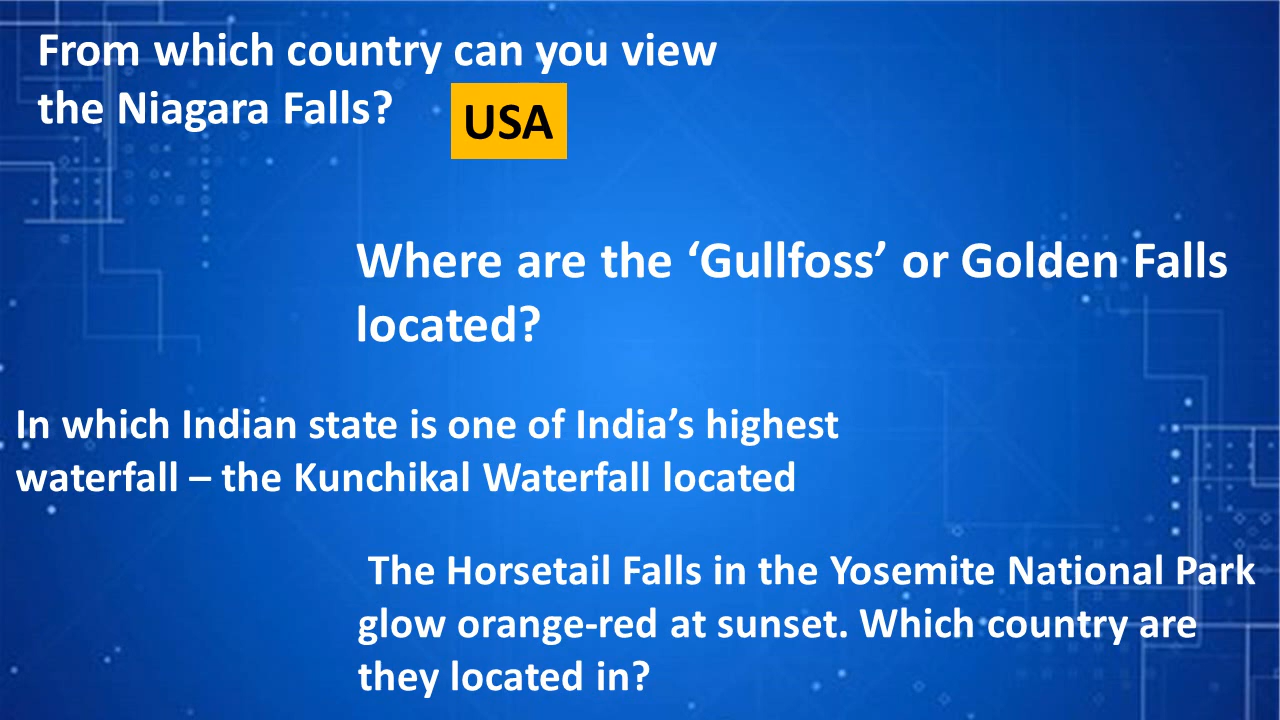 From which country can you view
the Niagara Falls?
USA
Where are the ‘Gullfoss’ or Golden Falls
located?
In which Indian state is one of India’s highest
waterfall – the Kunchikal Waterfall located
The Horsetail Falls in the Yosemite National Park
glow orange-red at sunset. Which country are
they located in?